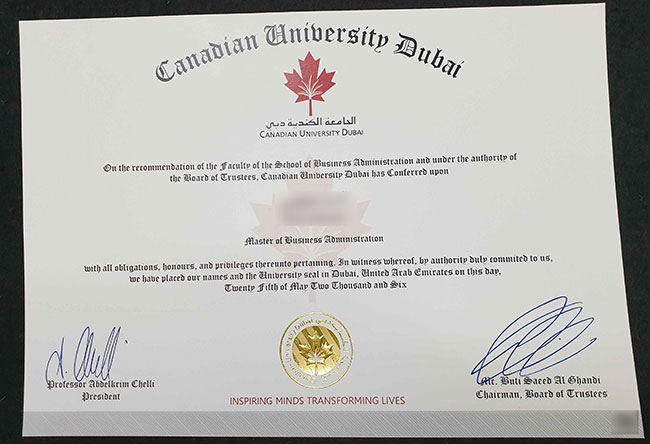 Canadian University Dubai
الجامعة الكندية دبي
CANADIAN UNIVERSITY DUBAI
On the recommendation of the Faculty of the School of Business Administration and under the authority of
the Board of Trustees, Canadian University Dubai has Conferred upon
Master of Business Administration
with all obligations, honours, and privileges thereunto pertaining. In witness whereof, by authority duly commited to us,
we have placed our names and the University seal in Dubai, United Arab Emirates on this day,
Twenty Fifth of May Two Thousand and Six
Professor Abdelkrim Chelli
President
Mr. Buti Saeed Al Ghandi
Chairman, Board of Trustees
INSPIRING MINDS TRANSFORMING LIVES